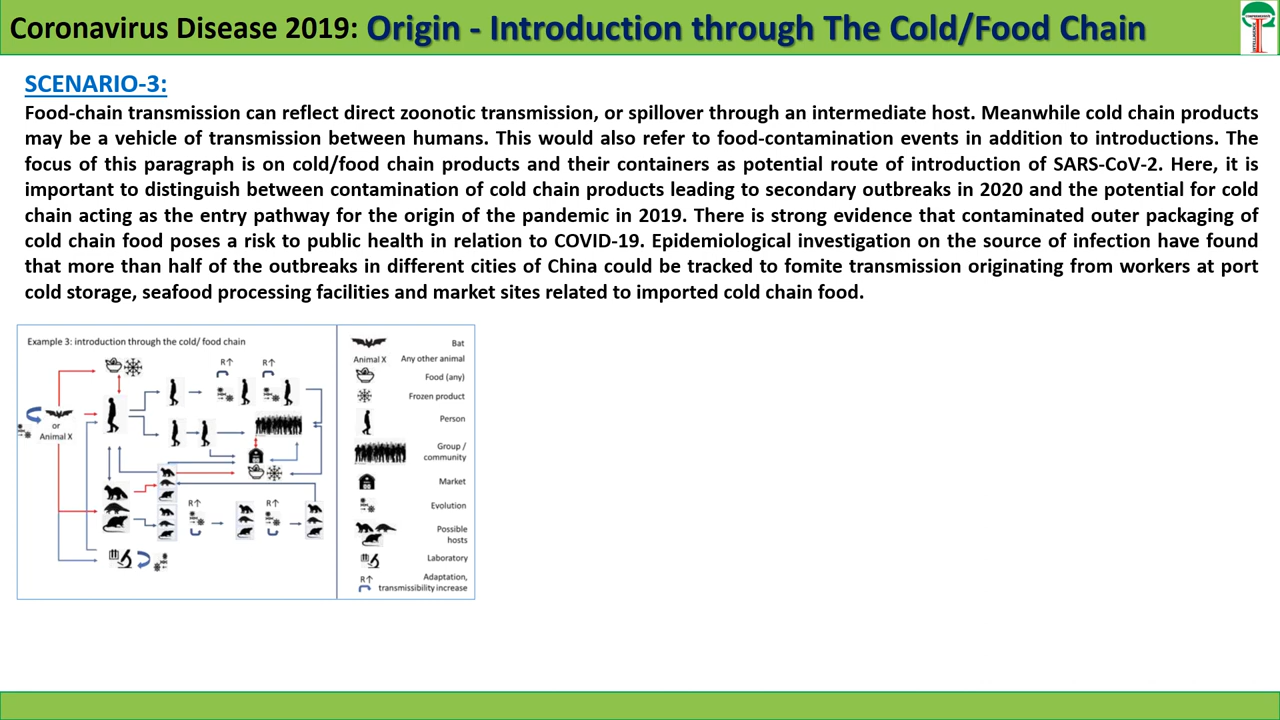 Coronavirus Disease 2019: Origin - Introduction through The Cold/Food Chain
SCENARIO-3:
Food-chain transmission can reflect direct zoonotic transmission, or spillover through an intermediate host. Meanwhile cold chain products
may be a vehicle of transmission between humans. This would also refer to food-contamination events in addition to introductions. The
focus of this paragraph is on cold/food chain products and their containers as potential route of introduction of SARS-CoV-2. Here, it is
important to distinguish between contamination of cold chain products leading to secondary outbreaks in 2020 and the potential for cold
chain acting as the entry pathway for the origin of the pandemic in 2019. There is strong evidence that contaminated outer packaging of
cold chain food poses a risk to public health in relation to COVID-19. Epidemiological investigation on the source of infection have found
that more than half of the outbreaks in different cities of China could be tracked to fomite transmission originating from workers at port
cold storage, seafood processing facilities and market sites related to imported cold chain food.
Example 3: introduction through the cold/ food chain
R↑ R↑
or
Animal X
R↑ R↑
Bat
Animal X Any other animal
Food (any)
Frozen product
Person
Group /
community
Market
Evolution
Possible
hosts
Laboratory
Adaptation,
R↑ transmissibility increase